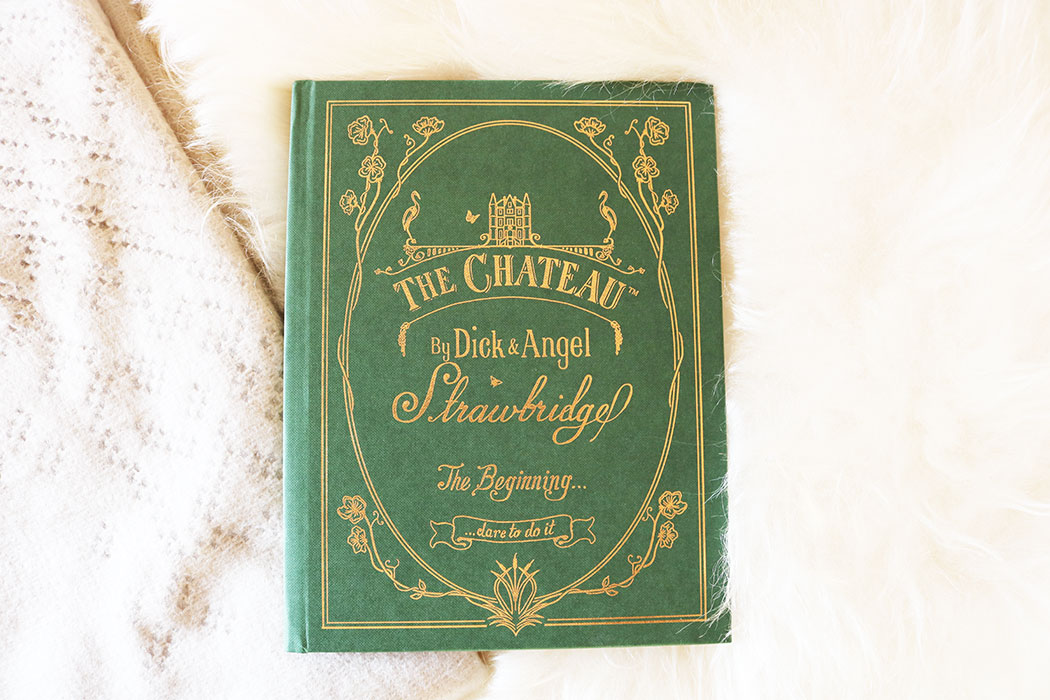 THE CHATEAU™
By Dick & Angel
Strawbridge
The Beginning...
...dare to do it